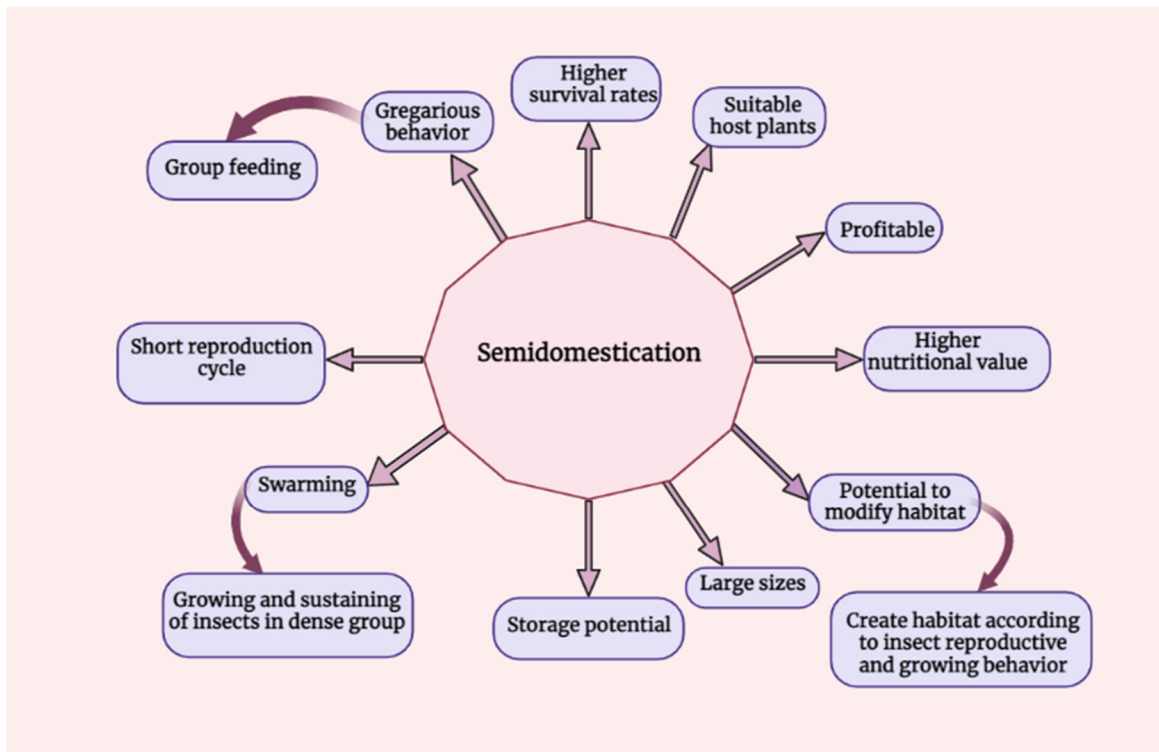 Higher
survival rates
Suitable
host plants
Gregarious
behavior
Group feeding
Profitable
Semidomestication
Short reproduction
cycle
Higher
nutritional value
Swarming
Potential to
modify habitat
Growing and sustaining
of insects in dense group
Storage potential
Large sizes
Create habitat according
to insect reproductive
and growing behavior